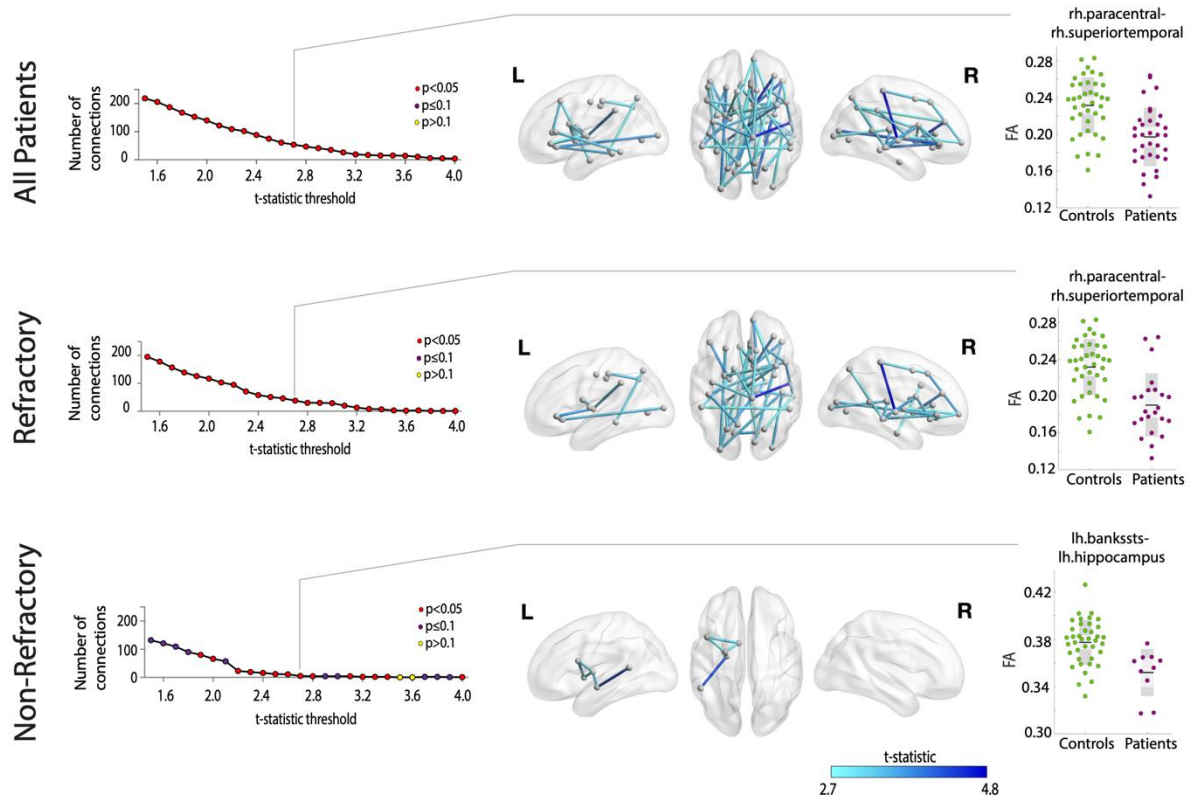 All Patients
Number of
connections
200
100
0
1.6 2.0 2.4 2.8 3.2 3.6 4.0
t-statistic threshold
p<0.05
p≤0.1
p>0.1
L
R
rh.paracentral-
rh.superiortemporal
FA
0.28
0.24
0.20
0.16
0.12
Controls Patients
Refractory
Number of
connections
200
100
0
1.6 2.0 2.4 2.8 3.2 3.6 4.0
t-statistic threshold
p<0.05
p≤0.1
p>0.1
L
R
rh.paracentral-
rh.superiortemporal
FA
0.28
0.24
0.20
0.16
0.12
Controls Patients
Non-Refractory
Number of
connections
200
100
0
1.6 2.0 2.4 2.8 3.2 3.6 4.0
t-statistic threshold
p<0.05
p≤0.1
p>0.1
L
R
lh.bankssts-
lh.hippocampus
FA
0.42
0.38
0.34
0.30
Controls Patients
t-statistic
2.7 4.8